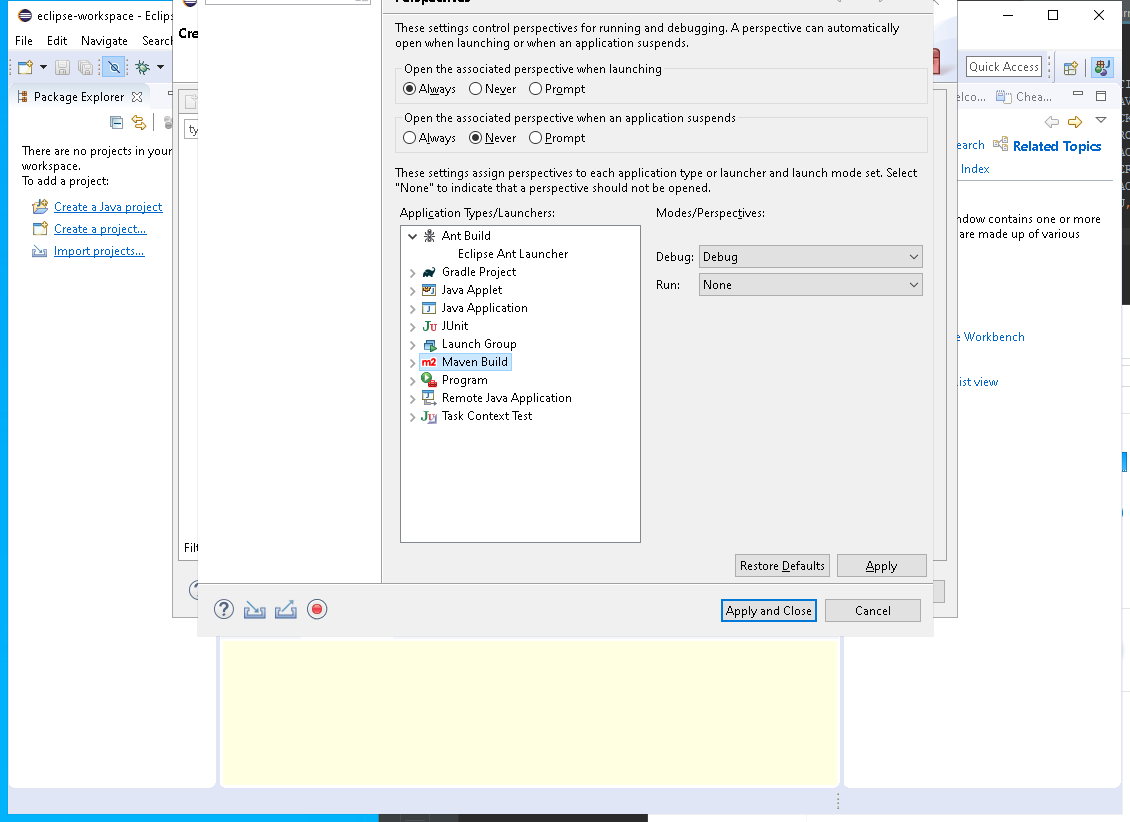 eclipse-workspace - Eclips
File Edit Navigate Search
Quick Access
Package Explorer
There are no projects in your
workspace.
To add a project:
Create a Java project
Create a project...
Import projects...
Cre
ty
Filt
These settings control perspectives for running and debugging. A perspective can automatically
open when launching or when an application suspends.
Open the associated perspective when launching
Always Never Prompt
Open the associated perspective when an application suspends
Always Never Prompt
These settings assign perspectives to each application type or launcher and launch mode set. Select
"None" to indicate that a perspective should not be opened.
Application Types/Launchers:
Ant Build
Eclipse Ant Launcher
Gradle Project
Java Applet
Java Application
JUnit
Launch Group
m2 Maven Build
Program
Remote Java Application
Task Context Test
Modes/Perspectives:
Debug: Debug
Run: None
Restore Defaults Apply
Apply and Close Cancel
elco... Chea...
earch Related Topics
Index
ndow contains one or more
are made up of various
e Workbench
ist view